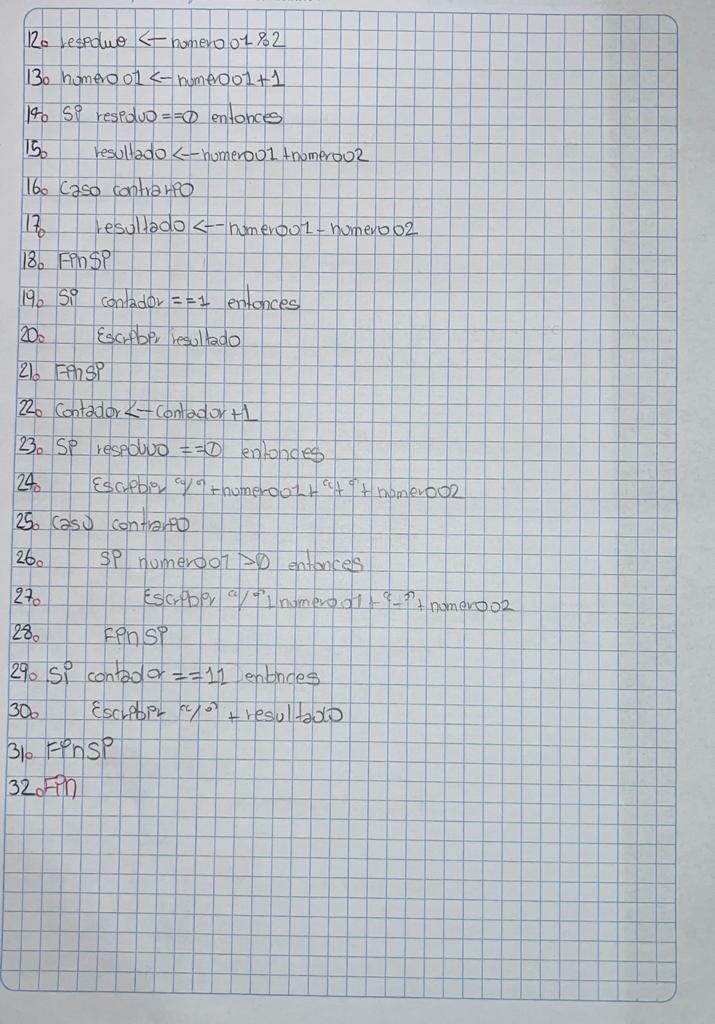 12. residuo <- numero01%2
13. numero01 <- numero01+1
14. Si residuo ==0 entonces
15. resultado <-- numero01 + numero02
16. Caso contrario
17. resultado <-- numero01 - numero02
18. FinSi
19. Si contador ==1 entonces
20. Escribir resultado
21. FinSi
22. Contador <- contador +1
23. Si residuo ==0 entonces
24. Escribir "/" + numero01 + "+" + numero02
25. Caso contrario
26. Si numero01 >0 entonces
27. Escribir "/" + numero01 + "-" + numero02
28. FinSi
29. Si contador ==11 entonces
30. Escribir "/" + resultado
31. FinSi
32. Fin